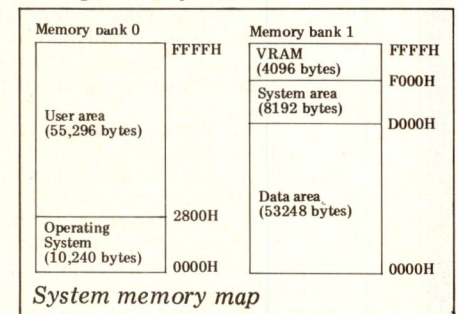 Memory bank 0
FFFFH
User area
(55,296 bytes)
2800H
Operating
System
(10,240 bytes)
0000H
Memory bank 1
VRAM
(4096 bytes)
FFFFH
F000H
System area
(8192 bytes)
D000H
Data area
(53248 bytes)
0000H
System memory map